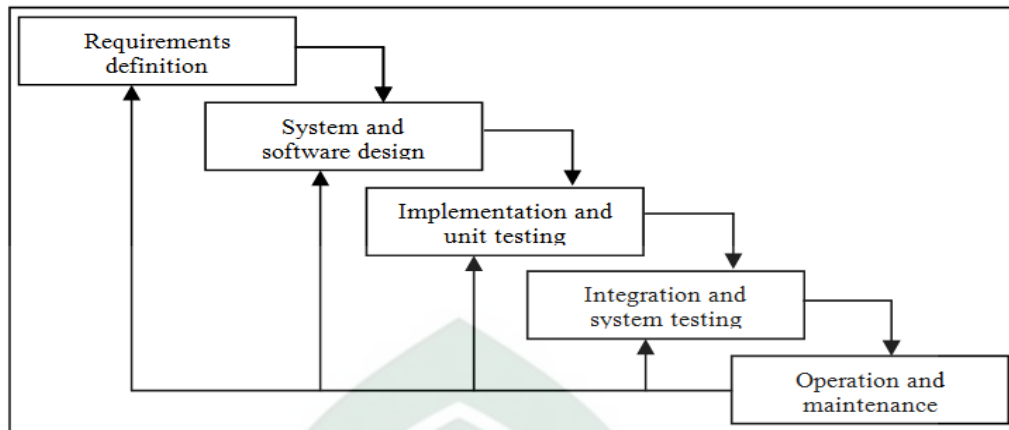 Requirements
definition
System and
software design
Implementation and
unit testing
Integration and
system testing
Operation and
maintenance